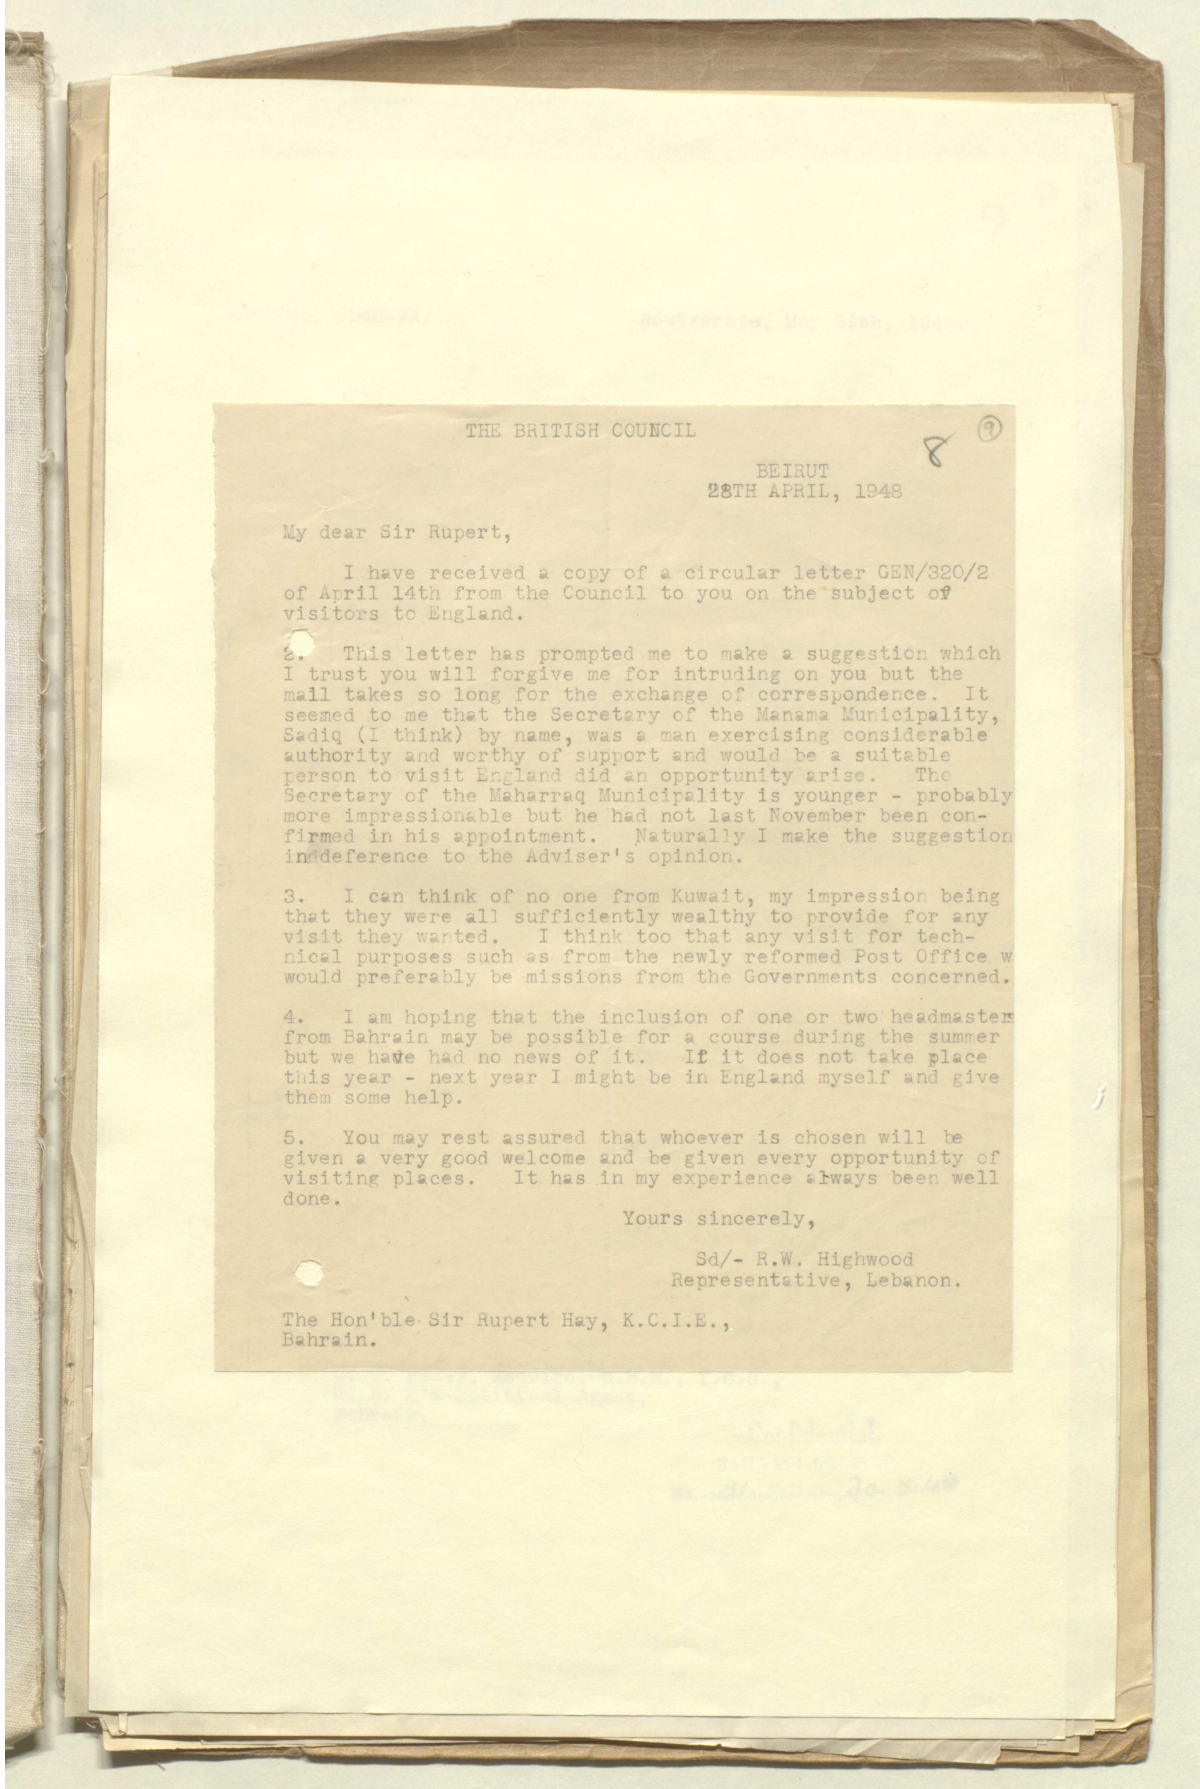 THE BRITISH COUNCIL
8
9
BEIRUT
28TH APRIL, 1948
My dear Sir Rupert,
I have received a copy of a circular letter GEN/320/2
of April 14th from the Council to you on the subject of
visitors to England.
2. This letter has prompted me to make a suggestion which
I trust you will forgive me for intruding on you but the
mail takes so long for the exchange of correspondence. It
seemed to me that the Secretary of the Manama Municipality,
Sadiq (I think) by name, was a man exercising considerable
authority and worthy of support and would be a suitable
person to visit England did an opportunity arise. The
Secretary of the Maharraq Municipality is younger - probably
more impressionable but he had not last November been con-
firmed in his appointment. Naturally I make the suggestion
in deference to the Adviser's opinion.
3. I can think of no one from Kuwait, my impression being
that they were all sufficiently wealthy to provide for any
visit they wanted. I think too that any visit for tech-
nical purposes such as from the newly reformed Post Office w
would preferably be missions from the Governments concerned.
4. I am hoping that the inclusion of one or two headmasters
from Bahrain may be possible for a course during the summer
but we have had no news of it. If it does not take place
this year - next year I might be in England myself and give
them some help.
5. You may rest assured that whoever is chosen will be
given a very good welcome and be given every opportunity of
visiting places. It has in my experience always been well
done.
Yours sincerely,
Sd/- R.W. Highwood
Representative, Lebanon.
The Hon'ble Sir Rupert Hay, K.C.I.E.,
Bahrain.